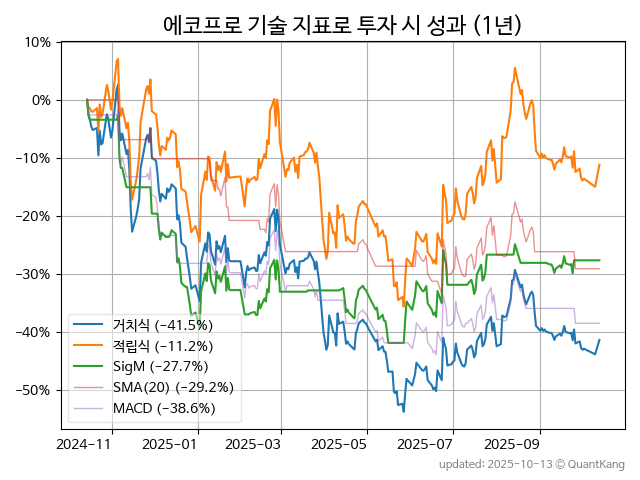 에코프로 기술 지표로 투자 시 성과 (1년)
10%
0%
−10%
−20%
−30%
−40%
−50%
거치식 (−41.5%)
적립식 (−11.2%)
SigM (−27.7%)
SMA(20) (−29.2%)
MACD (−38.6%)
2024-11 2025-01 2025-03 2025-05 2025-07 2025-09
updated: 2025-10-13 © QuantKang